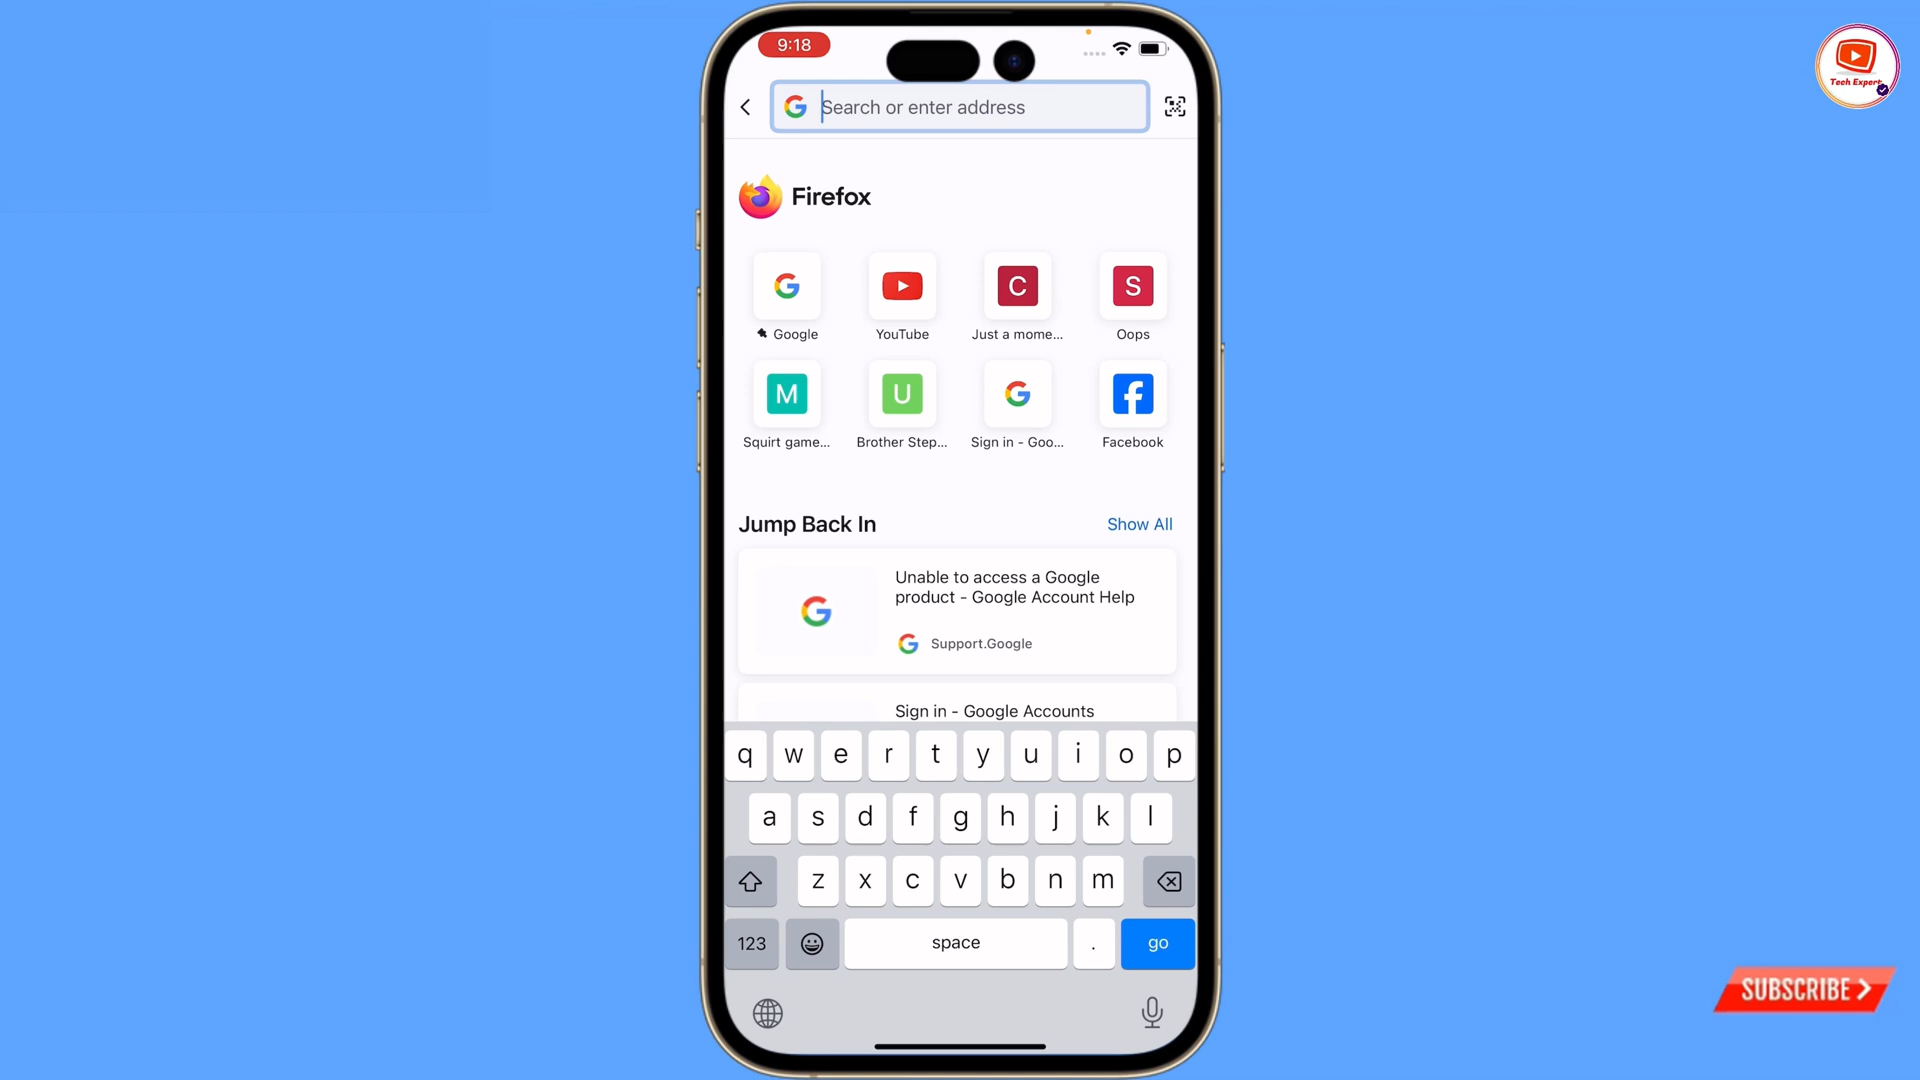 9:18
Tech Expert
Search or enter address
Firefox
Google
YouTube
C
Just a mome...
S
Oops
M
Squirt game...
U
Brother Step...
Sign in - Goo...
Facebook
Jump Back In
Show All
Unable to access a Google
product - Google Account Help
Support.Google
Sign in - Google Accounts
q w e r t y u i o p
a s d f g h j k l
z x c v b n m
123 space . go
SUBSCRIBE